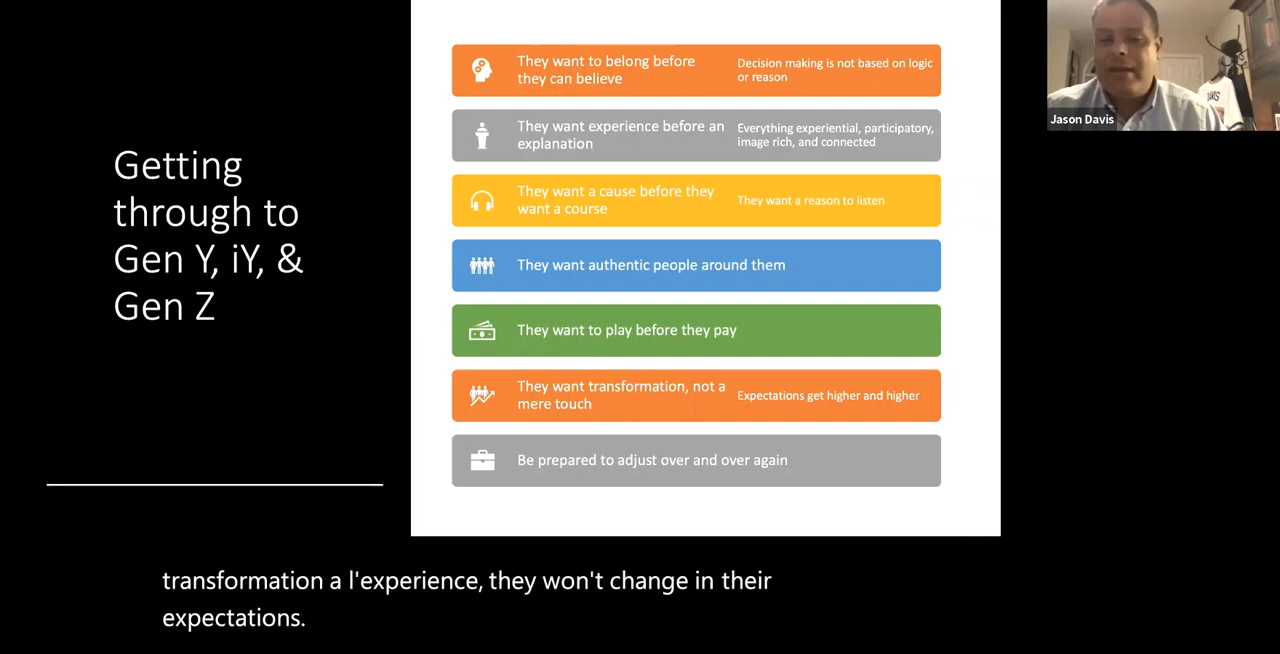 Getting
through to
Gen Y, iY, &
Gen Z
They want to belong before
they can believe
Decision making is not based on logic
or reason
They want experience before an
explanation
Everything experiential, participatory,
image rich, and connected
They want a cause before they
want a course
They want a reason to listen
They want authentic people around them
They want to play before they pay
They want transformation, not a
mere touch
Expectations get higher and higher
Be prepared to adjust over and over again
Jason Davis
transformation a l'experience, they won't change in their
expectations.